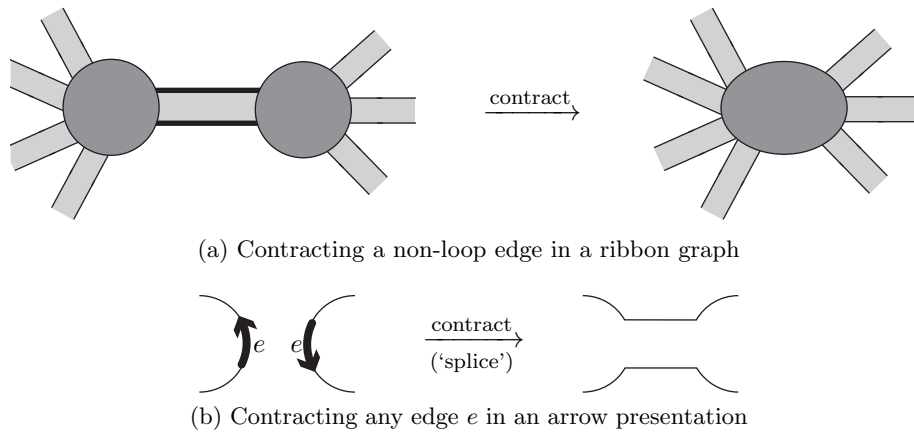 contract
(a) Contracting a non-loop edge in a ribbon graph
e e contract
(‘splice’)
(b) Contracting any edge e in an arrow presentation